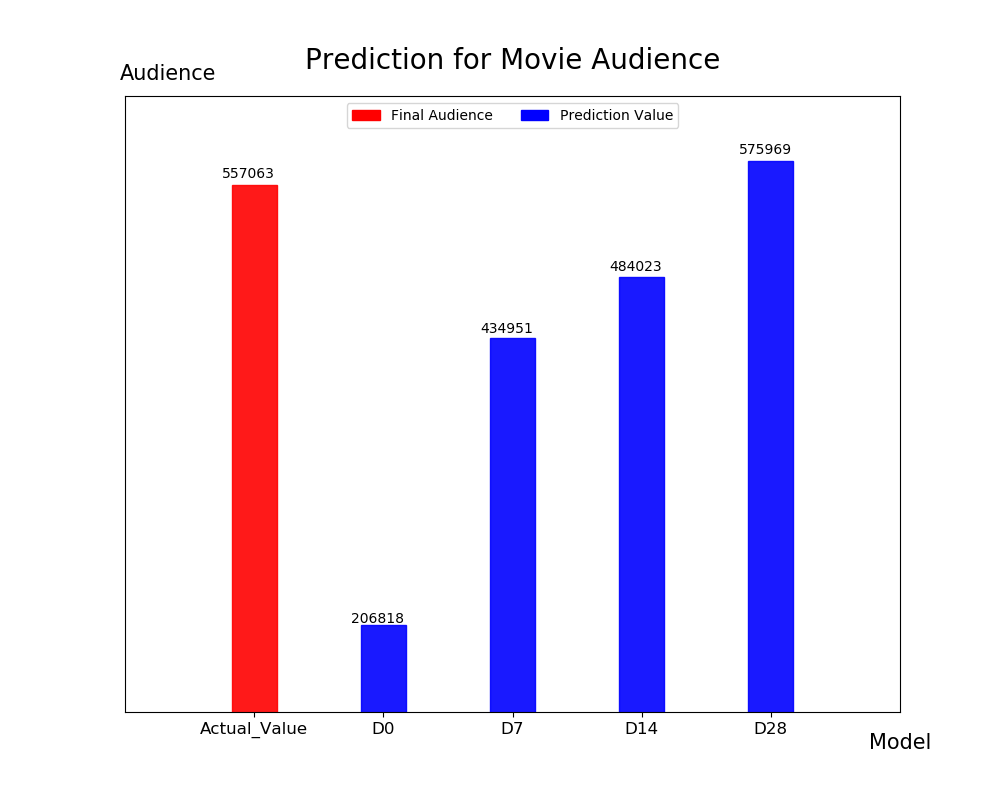 Prediction for Movie Audience
Audience
Final Audience Prediction Value
557063
206818
434951
484023
575969
Actual_Value D0 D7 D14 D28
Model